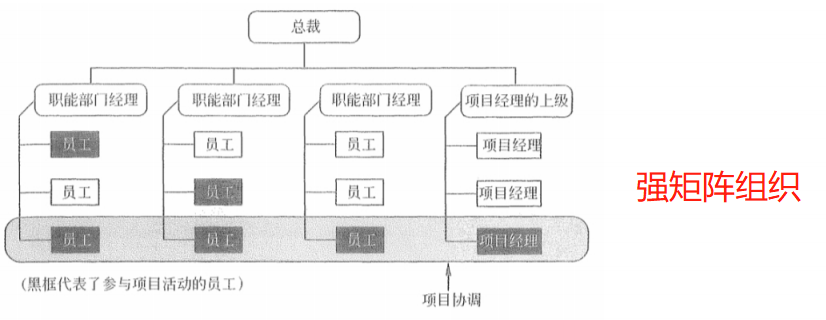 总裁
职能部门经理 职能部门经理 职能部门经理 项目经理的上级
员工 员工 员工 项目经理
员工 员工 员工 项目经理
员工 员工 员工 项目经理
(黑框代表了参与项目活动的员工)
项目协调
强矩阵组织